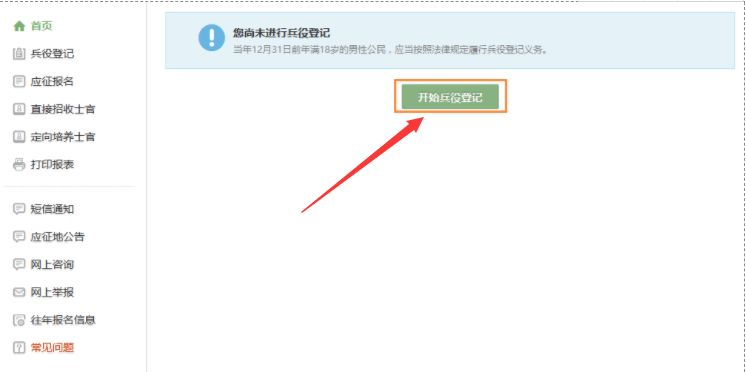 首页
兵役登记
应征报名
直接招收士官
定向培养士官
打印报表
短信通知
应征地公告
网上咨询
网上举报
往年报名信息
常见问题
您尚未进行兵役登记
当年12月31日前年满18岁的男性公民，应当按照法律规定履行兵役登记义务。
开始兵役登记